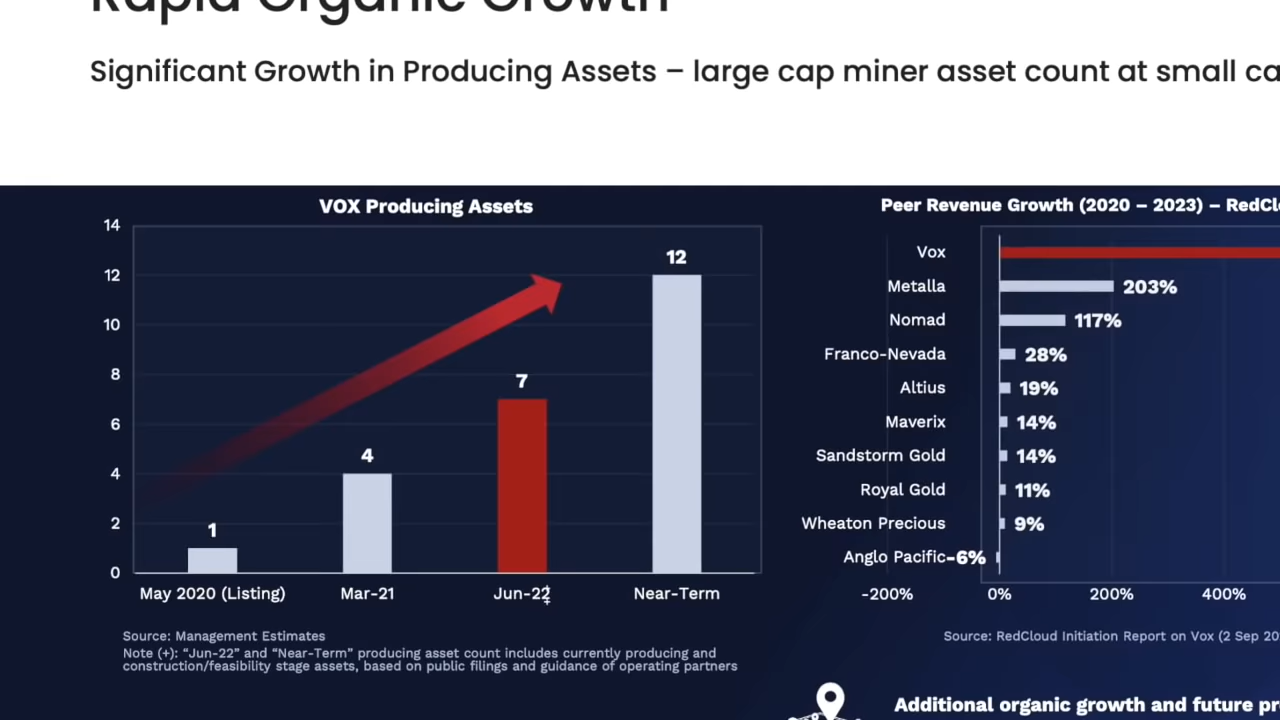 Rapid Organic Growth
Significant Growth in Producing Assets – large cap miner asset count at small
VOX Producing Assets
14
12
10
8
6
4
2
0
1
4
7
12
May 2020 (Listing)
Mar-21
Jun-22
Near-Term
Source: Management Estimates
Note (+): “Jun-22” and “Near-Term” producing asset count includes currently producing and
construction/feasibility stage assets, based on public filings and guidance of operating partners
Peer Revenue Growth (2020 – 2023) –
Vox
Metalla 203%
Nomad 117%
Franco-Nevada 28%
Altius 19%
Maverix 14%
Sandstorm Gold 14%
Royal Gold 11%
Wheaton Precious 9%
Anglo Pacific -6%
-200% 0% 200% 400%
Source: RedCloud Initiation Report on Vox (2 Sep
Additional organic growth and future